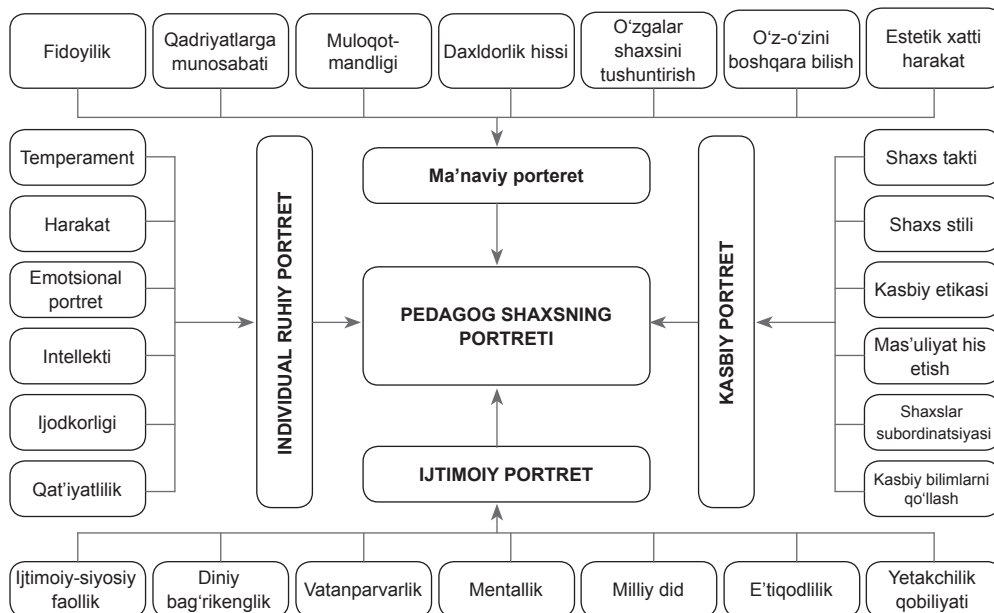 Fidoyilik
Qadriyatlarga
munosabati
Muloqot-
mandligi
Daxldorlik hissi
O‘zgalar
shaxsini
tushuntirish
O‘z-o‘zini
boshqara bilish
Estetik xatti
harakat
Temperament
Harakat
Emotsional
portret
Intellekti
Ijodkorligi
Qat’iyatlilik
INDIVIDUAL RUHIY PORTRET
Ma’naviy porteret
PEDAGOG SHAXSNING
PORTRETI
IJTIMOIY PORTRET
KASBIY PORTRET
Shaxs takti
Shaxs stili
Kasbiy etikasi
Mas’uliyat his
etish
Shaxslar
subordinatsiyasi
Kasbiy bilimlarni
qo‘llash
Ijtimoiy-siyosiy
faollik
Diniy
bag‘rikenglik
Vatanparvarlik
Mentallik
Milliy did
E’tiqodlilik
Yetakchilik
qobiliyati